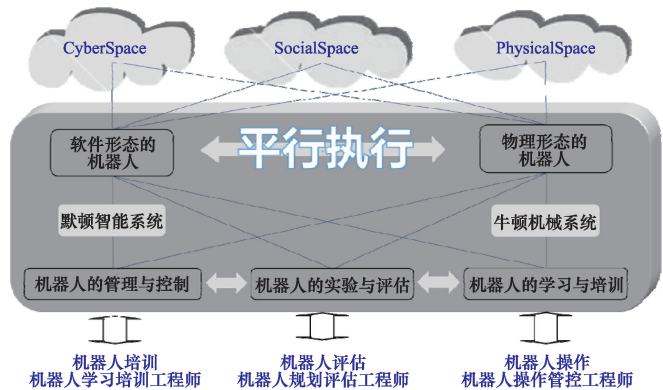 CyberSpace
SocialSpace
PhysicalSpace
软件形态的
机器人
平行执行
物理形态的
机器人
默顿智能系统
牛顿机械系统
机器人的管理与控制
机器人的实验与评估
机器人的学习与培训
机器人培训
机器人学习培训工程师
机器人评估
机器人规划评估工程师
机器人操作
机器人操作管控工程师